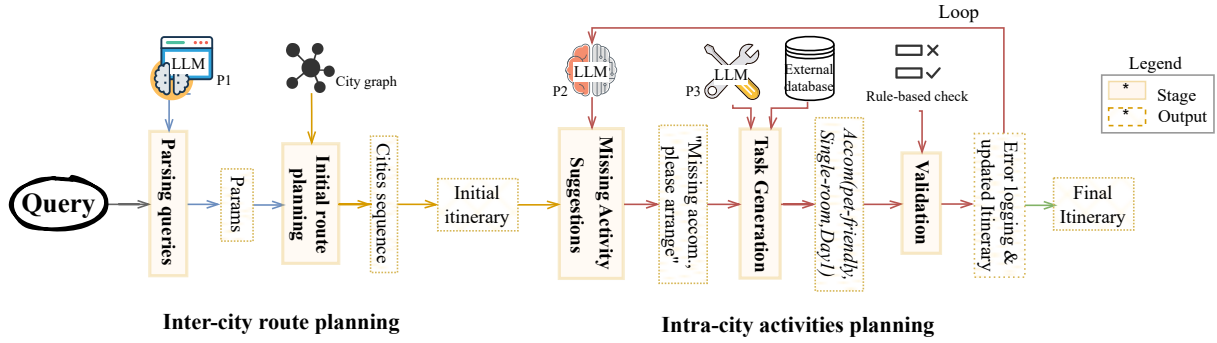 Loop
LLM
P1
City graph
LLM
P2
LLM
P3
External
database
Rule-based check
Legend
* Stage
* Output
Query
Parsing queries
Params
Initial route
planning
Cities sequence
Initial
itinerary
Missing Activity
Suggestions
"Missing accom.,
please arrange"
Task Generation
Accom(pet-friendly,
Single-room,Day1)
Validation
Error logging &
updated Itinerary
Final
Itinerary
Inter-city route planning
Intra-city activities planning